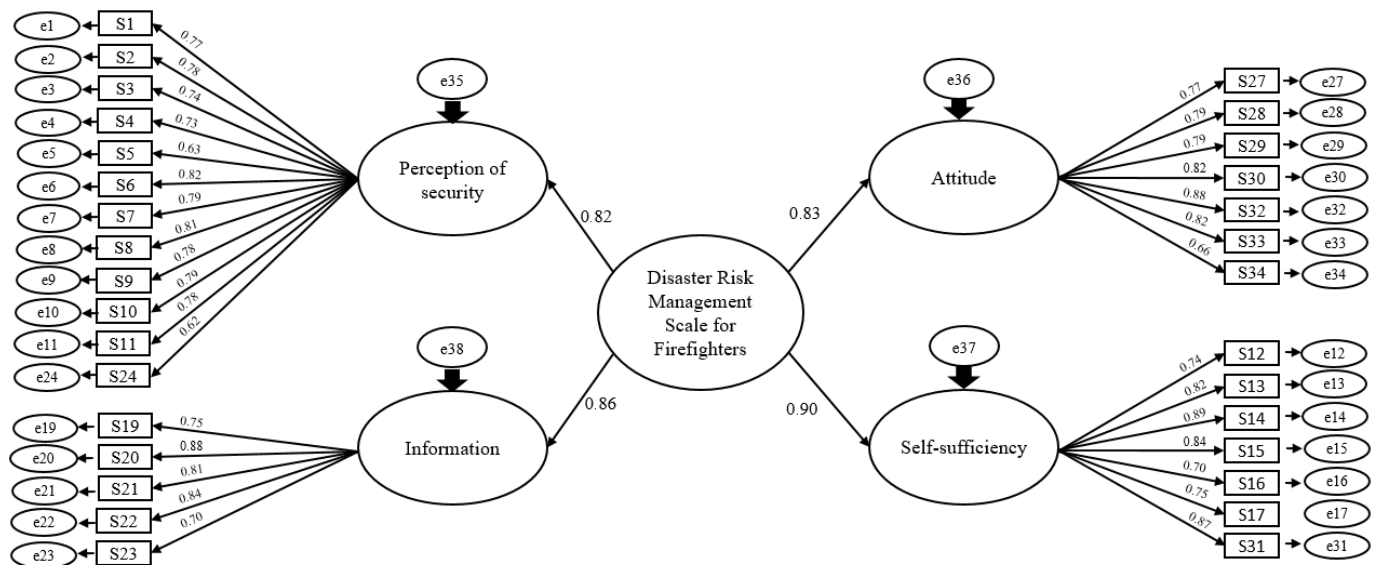 e1 S1 0.77
e2 S2 0.78
e3 S3 0.74
e4 S4 0.73
e5 S5 0.63
e6 S6 0.82
e7 S7 0.79
e8 S8 0.81
e9 S9 0.78
e10 S10 0.79
e11 S11 0.78
e24 S24 0.62
e35
Perception of
security
0.82
e19 S19 0.75
e20 S20 0.88
e21 S21 0.81
e22 S22 0.84
e23 S23 0.70
e38
Information
0.86
Disaster Risk
Management
Scale for
Firefighters
e36
Attitude
0.83
0.77 S27 e27
0.79 S28 e28
0.79 S29 e29
0.82 S30 e30
0.88 S32 e32
0.82 S33 e33
0.66 S34 e34
e37
Self-sufficiency
0.90
0.74 S12 e12
0.82 S13 e13
0.89 S14 e14
0.84 S15 e15
0.70 S16 e16
0.75 S17 e17
0.87 S31 e31